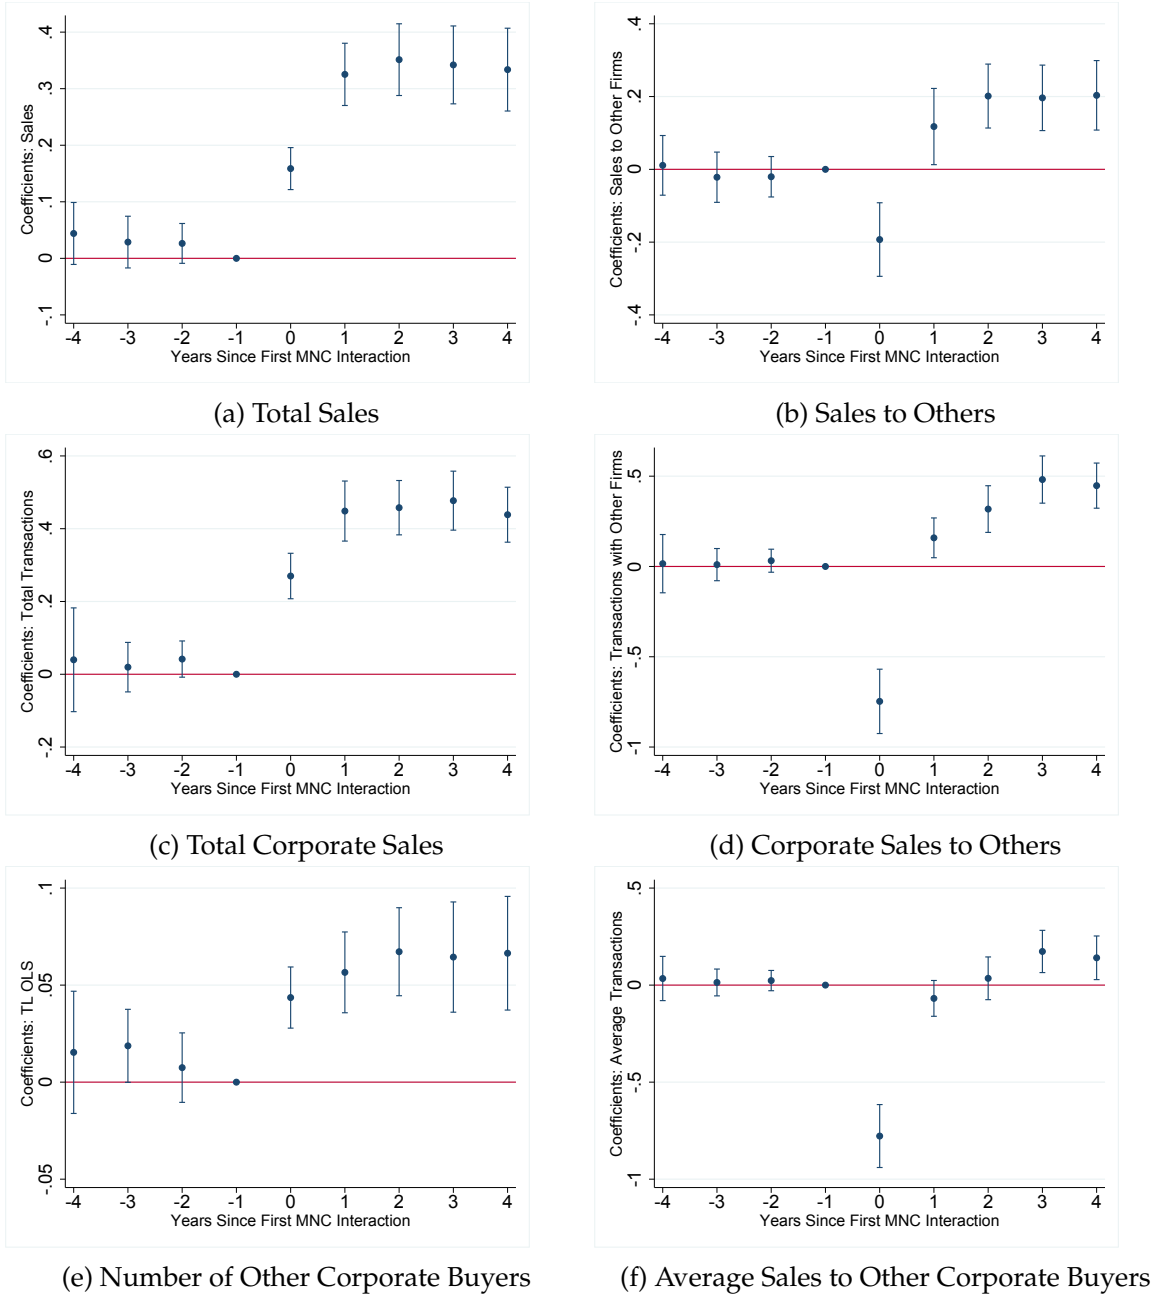 Coefficients: Sales
.4
.3
.2
.1
0
-.1
-4 -3 -2 -1 0 1 2 3 4
Years Since First MNC Interaction
(a) Total Sales
Coefficients: Sales to Other Firms
.4
.2
0
-.2
-.4
-4 -3 -2 -1 0 1 2 3 4
Years Since First MNC Interaction
(b) Sales to Others
Coefficients: Total Transactions
.6
.4
.2
0
-.2
-4 -3 -2 -1 0 1 2 3 4
Years Since First MNC Interaction
(c) Total Corporate Sales
Coefficients: Transactions with Other Firms
.5
0
-.5
-1
-4 -3 -2 -1 0 1 2 3 4
Years Since First MNC Interaction
(d) Corporate Sales to Others
Coefficients: TL OLS
.1
.05
0
-.05
-4 -3 -2 -1 0 1 2 3 4
Years Since First MNC Interaction
(e) Number of Other Corporate Buyers
Coefficients: Average Transactions
.5
0
-.5
-1
-4 -3 -2 -1 0 1 2 3 4
Years Since First MNC Interaction
(f) Average Sales to Other Corporate Buyers